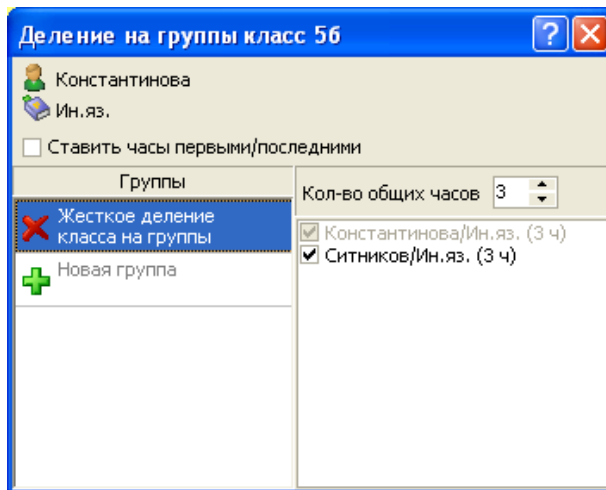 Деление на группы класс 5б
Константинова
Ин.яз.
Ставить часы первыми/последними
Группы
Кол-во общих часов 3
Жесткое деление
класса на группы
Новая группа
Константинова/Ин.яз. (3 ч)
Ситников/Ин.яз. (3 ч)